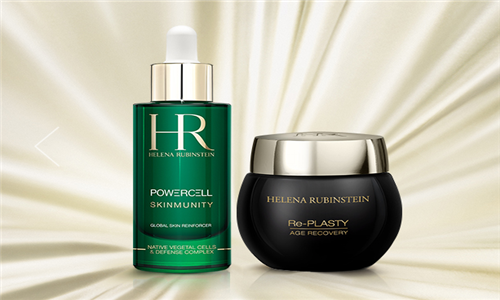 HR
HELENA RUBINSTEIN
POWERCELL
SKINMUNITY
GLOBAL SKIN REINFORCER
NATIVE VEGETAL CELLS
& DEFENSE COMPLEX
HELENA RUBINSTEIN
Re-PLASTY
AGE RECOVERY